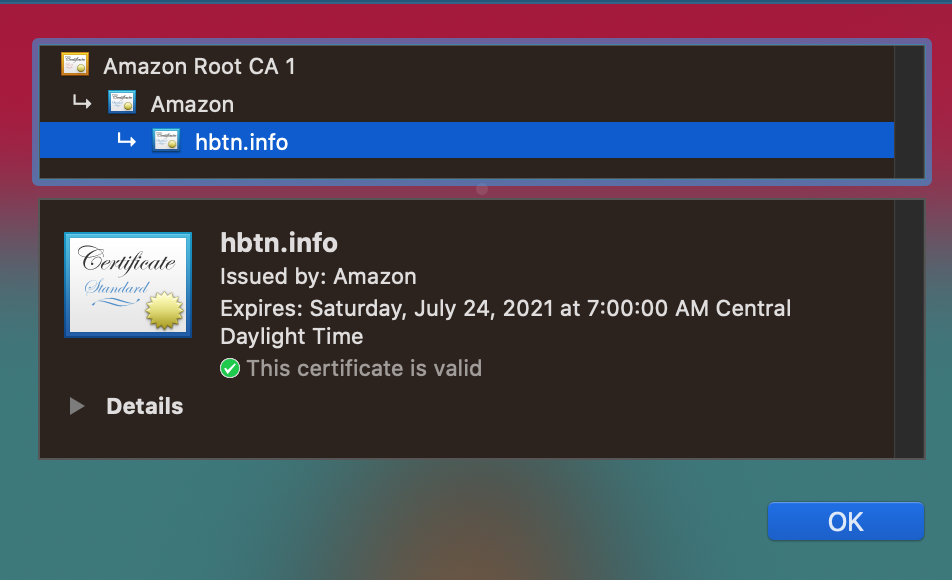 Amazon Root CA 1
Amazon
hbtn.info
Certificate
Standard
hbtn.info
Issued by: Amazon
Expires: Saturday, July 24, 2021 at 7:00:00 AM Central
Daylight Time
This certificate is valid
Details
OK